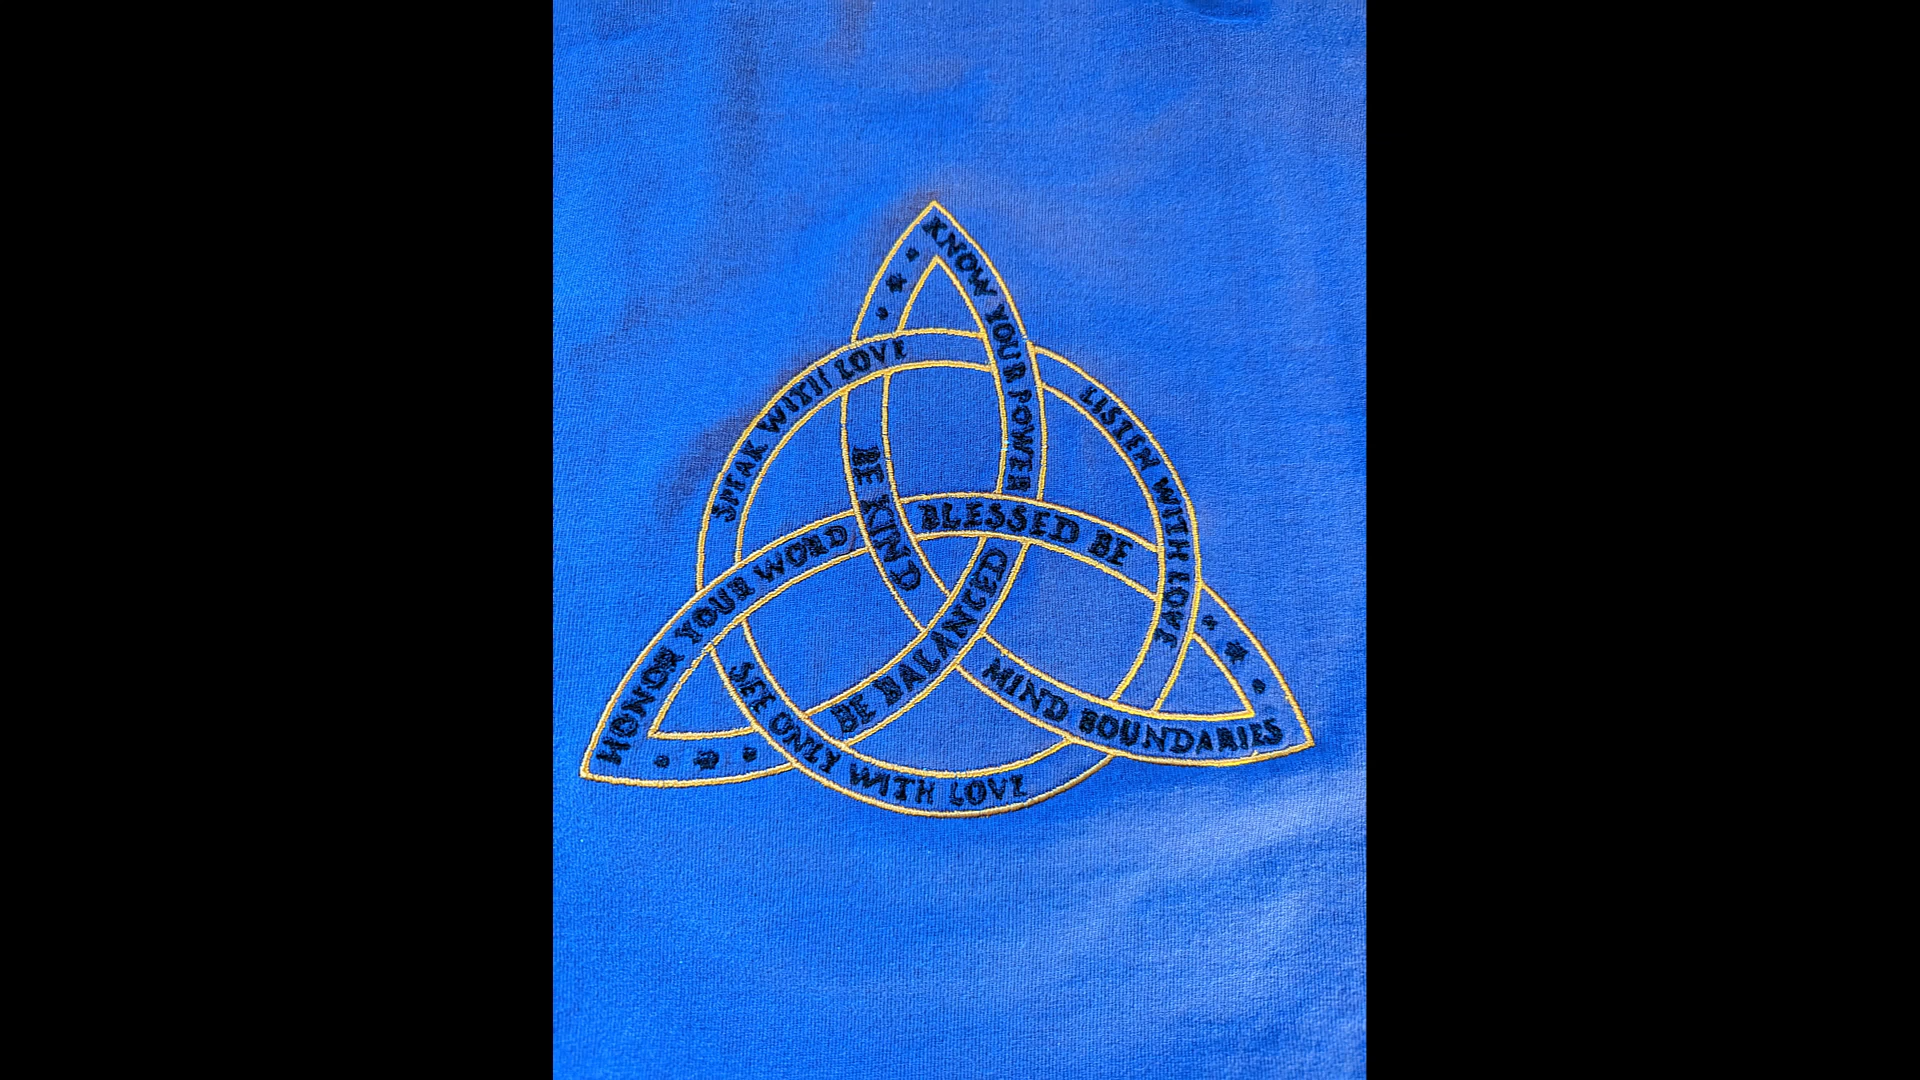 KNOW YOUR POWER
SPEAK WITH LOVE
LISTEN WITH LOVE
BE KIND
BLESSED BE
HONOR YOUR WORD
BE BALANCED
MIND BOUNDARIES
SEE ONLY WITH LOVE